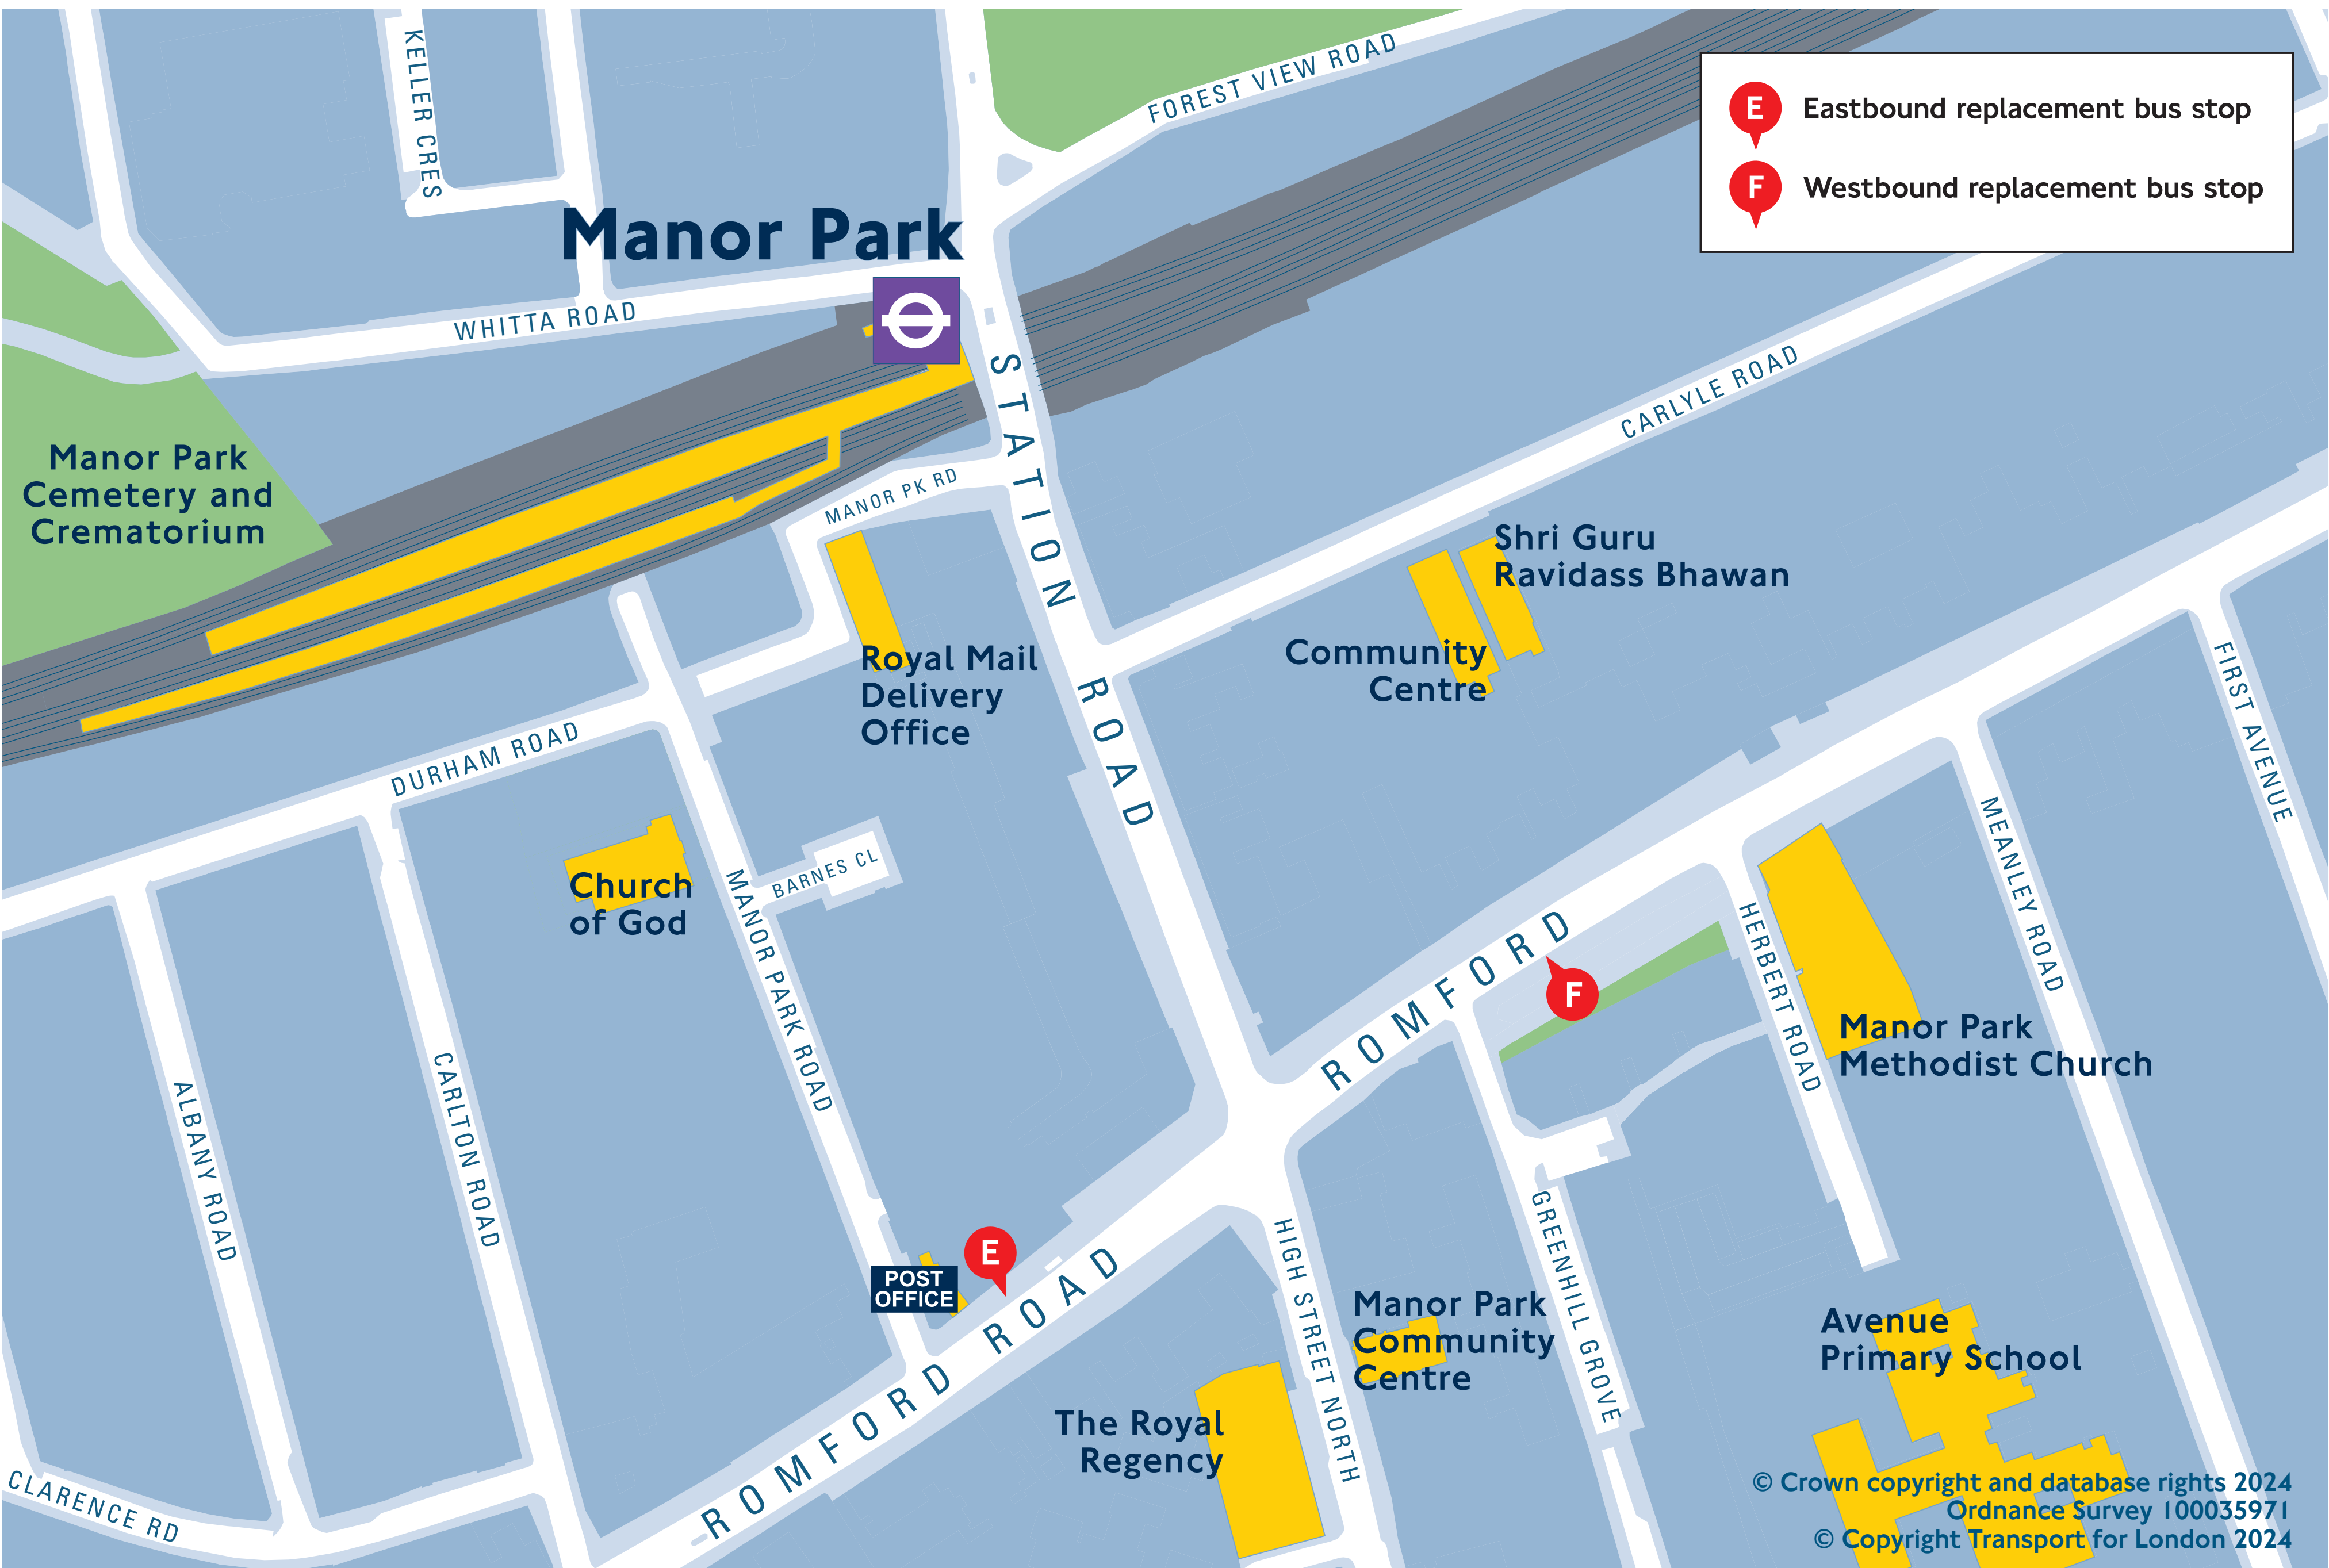 KELLER CRES
FOREST VIEW ROAD
E Eastbound replacement bus stop
F Westbound replacement bus stop
Manor Park
WHITTA ROAD
STATION ROAD
CARLYLE ROAD
Manor Park
Cemetery and
Crematorium
MANOR PK RD
Shri Guru
Ravidass Bhawan
Community
Centre
Royal Mail
Delivery
Office
FIRST AVENUE
DURHAM ROAD
MEANLEY ROAD
Church
of God
BARNES CL
MANOR PARK ROAD
HERBERT ROAD
ROMFORD
F
Manor Park
Methodist Church
ALBANY ROAD
CARLTON ROAD
GREENHILL GROVE
HIGH STREET NORTH
E
POST
OFFICE
ROMFORD ROAD
Manor Park
Community
Centre
Avenue
Primary School
The Royal
Regency
CLARENCE RD
© Crown copyright and database rights 2024
Ordnance Survey 100035971
© Copyright Transport for London 2024